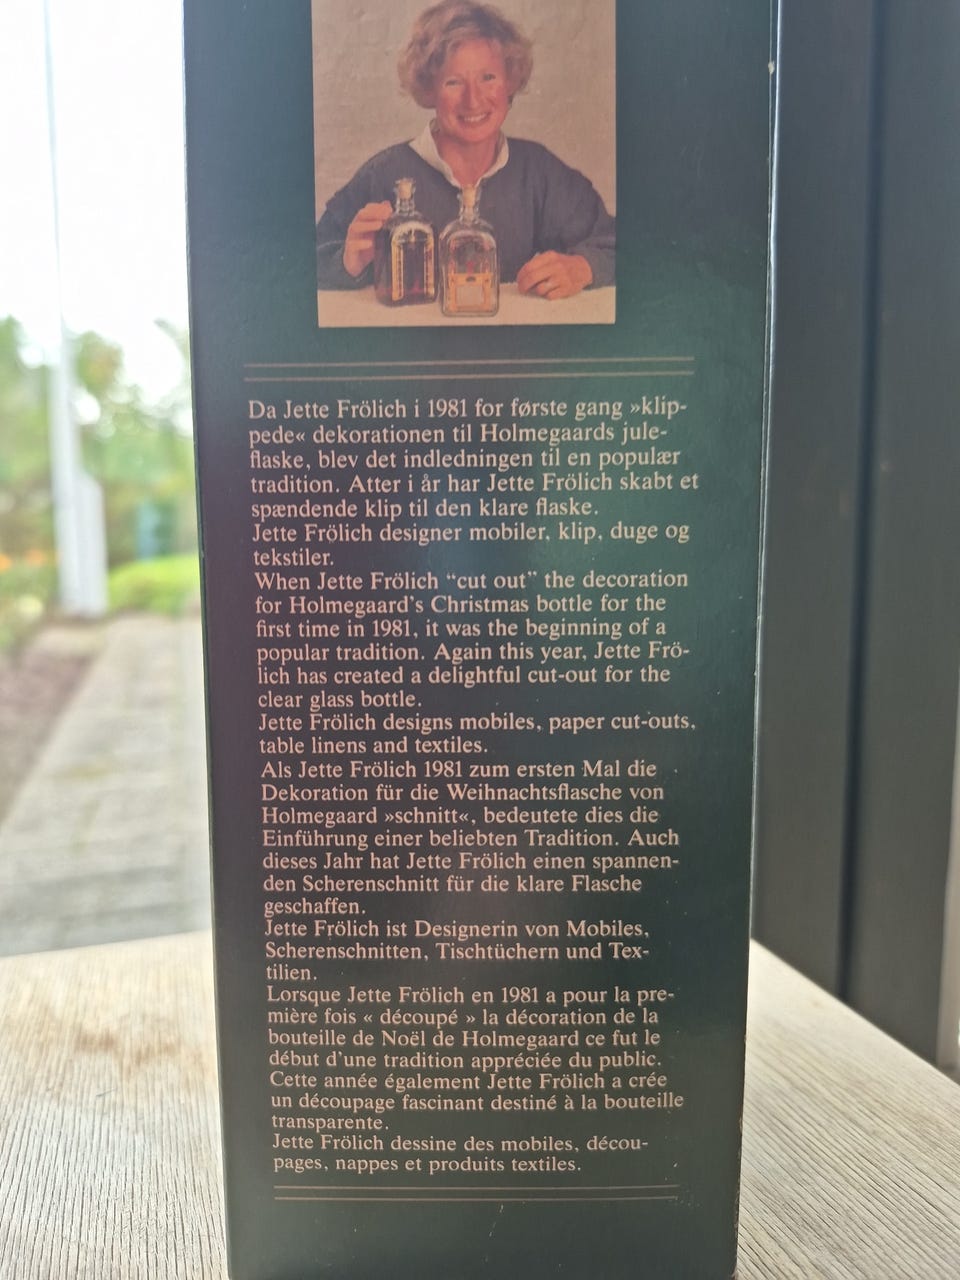 Da Jette Frölich i 1981 for første gang »klip-
pede« dekorationen til Holmegaards jule-
flaske, blev det indledningen til en populær
tradition. Atter i år har Jette Frölich skabt et
spændende klip til den klare flaske.
Jette Frölich designer mobiler, klip, duge og
tekstiler.
When Jette Frölich “cut out” the decoration
for Holmegaard’s Christmas bottle for the
first time in 1981, it was the beginning of a
popular tradition. Again this year, Jette Frö-
lich has created a delightful cut-out for the
clear glass bottle.
Jette Frölich designs mobiles, paper cut-outs,
table linens and textiles.
Als Jette Frölich 1981 zum ersten Mal die
Dekoration für die Weihnachtsflasche von
Holmegaard »schnitt«, bedeutete dies die
Einführung einer beliebten Tradition. Auch
dieses Jahr hat Jette Frölich einen spannen-
den Scherenschnitt für die klare Flasche
geschaffen.
Jette Frölich ist Designerin von Mobiles,
Scherenschnitten, Tischtüchern und Tex-
tilien.
Lorsque Jette Frölich en 1981 a pour la pre-
mière fois « découpé » la décoration de la
bouteille de Noël de Holmegaard ce fut le
début d’une tradition appréciée du public.
Cette année également Jette Frölich a crée
un découpage fascinant destiné à la bouteille
transparente.
Jette Frölich dessine des mobiles, décou-
pages, nappes et produits textiles.